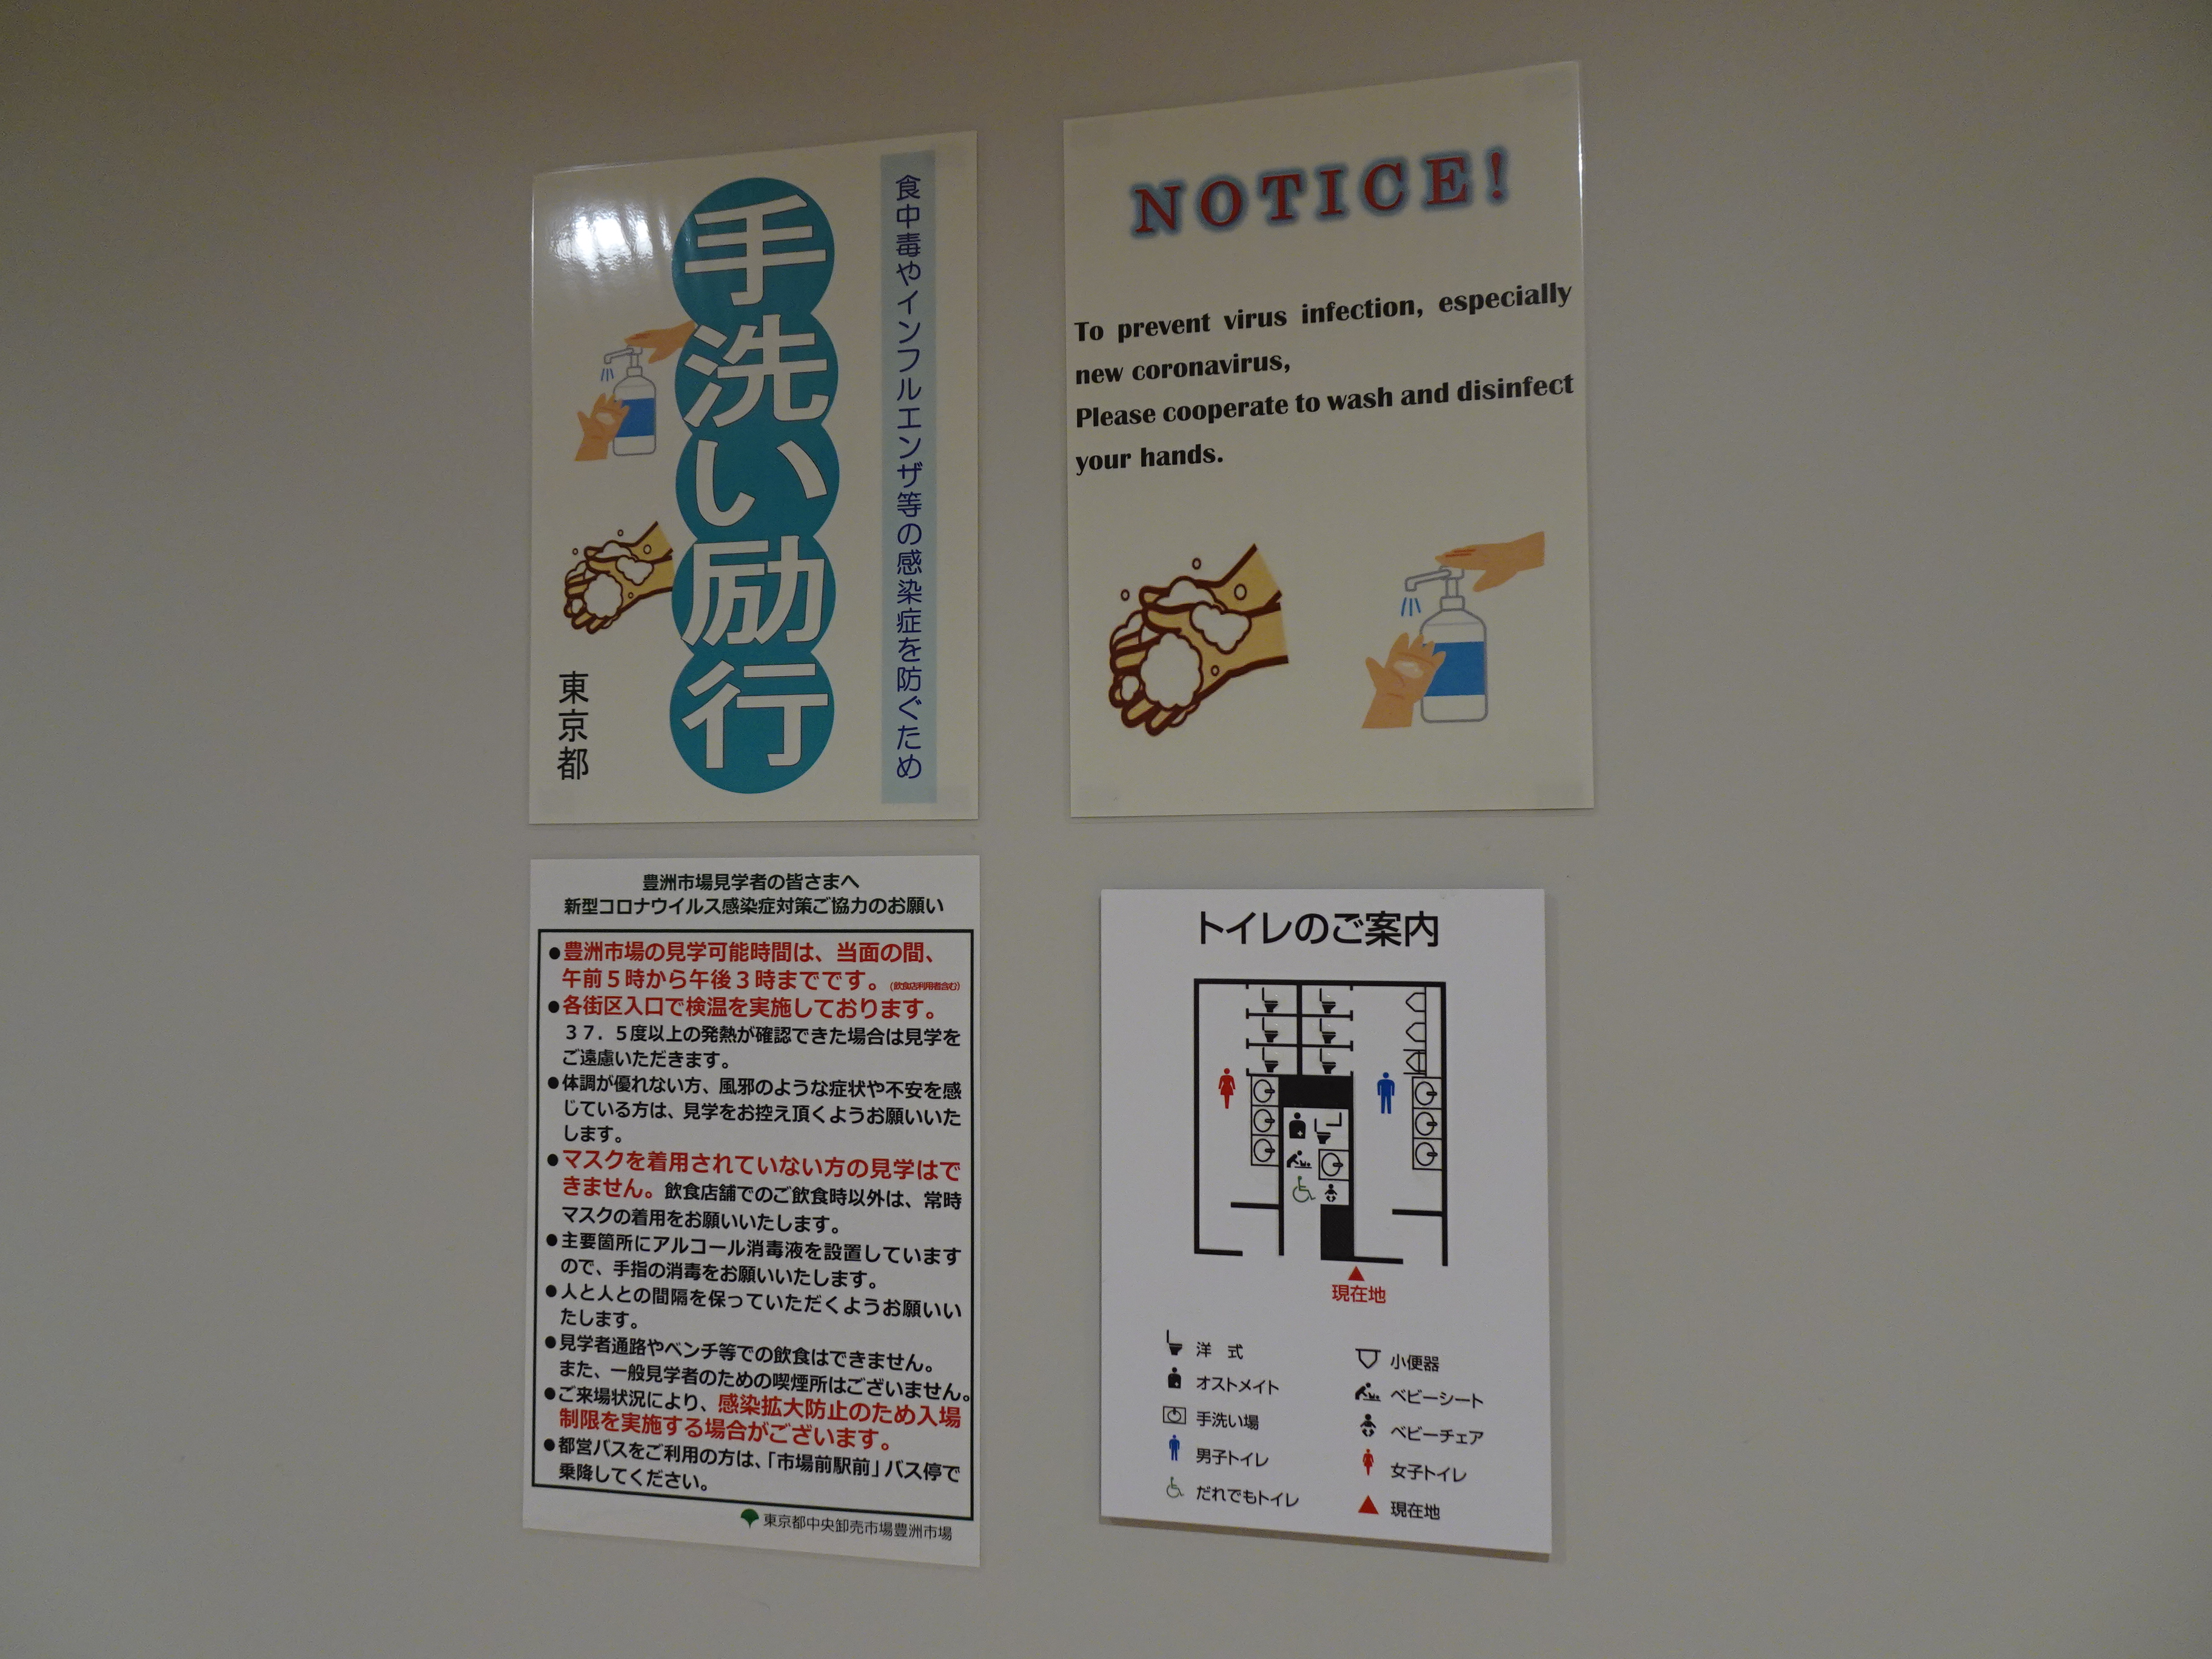 食中毒やインフルエンザ等の感染症を防ぐため
手洗い励行
東京都
NOTICE!
To prevent virus infection, especially
new coronavirus,
Please cooperate to wash and disinfect
your hands.
豊洲市場見学者の皆さまへ
新型コロナウイルス感染症対策ご協力のお願い
●豊洲市場の見学可能時間は、当面の間、
午前5時から午後3時までです。(飲食店利用者含む)
●各街区入口で検温を実施しております。
37.5度以上の発熱が確認できた場合は見学を
ご遠慮いただきます。
●体調が優れない方、風邪のような症状や不安を感
じている方は、見学をお控え頂くようお願いいた
します。
●マスクを着用されていない方の見学はで
きません。飲食店舗でのご飲食時以外は、常時
マスクの着用をお願いいたします。
●主要箇所にアルコール消毒液を設置しています
ので、手指の消毒をお願いいたします。
●人と人との間隔を保っていただくようお願いい
たします。
●見学者通路やベンチ等での飲食はできません。
また、一般見学者のための喫煙所はございません。
●ご来場状況により、感染拡大防止のため入場
制限を実施する場合がございます。
●都営バスをご利用の方は、「市場前駅前」バス停で
乗降してください。
東京都中央卸売市場豊洲市場
トイレのご案内
現在地
洋 式
オストメイト
手洗い場
男子トイレ
だれでもトイレ
小便器
ベビーシート
ベビーチェア
女子トイレ
現在地